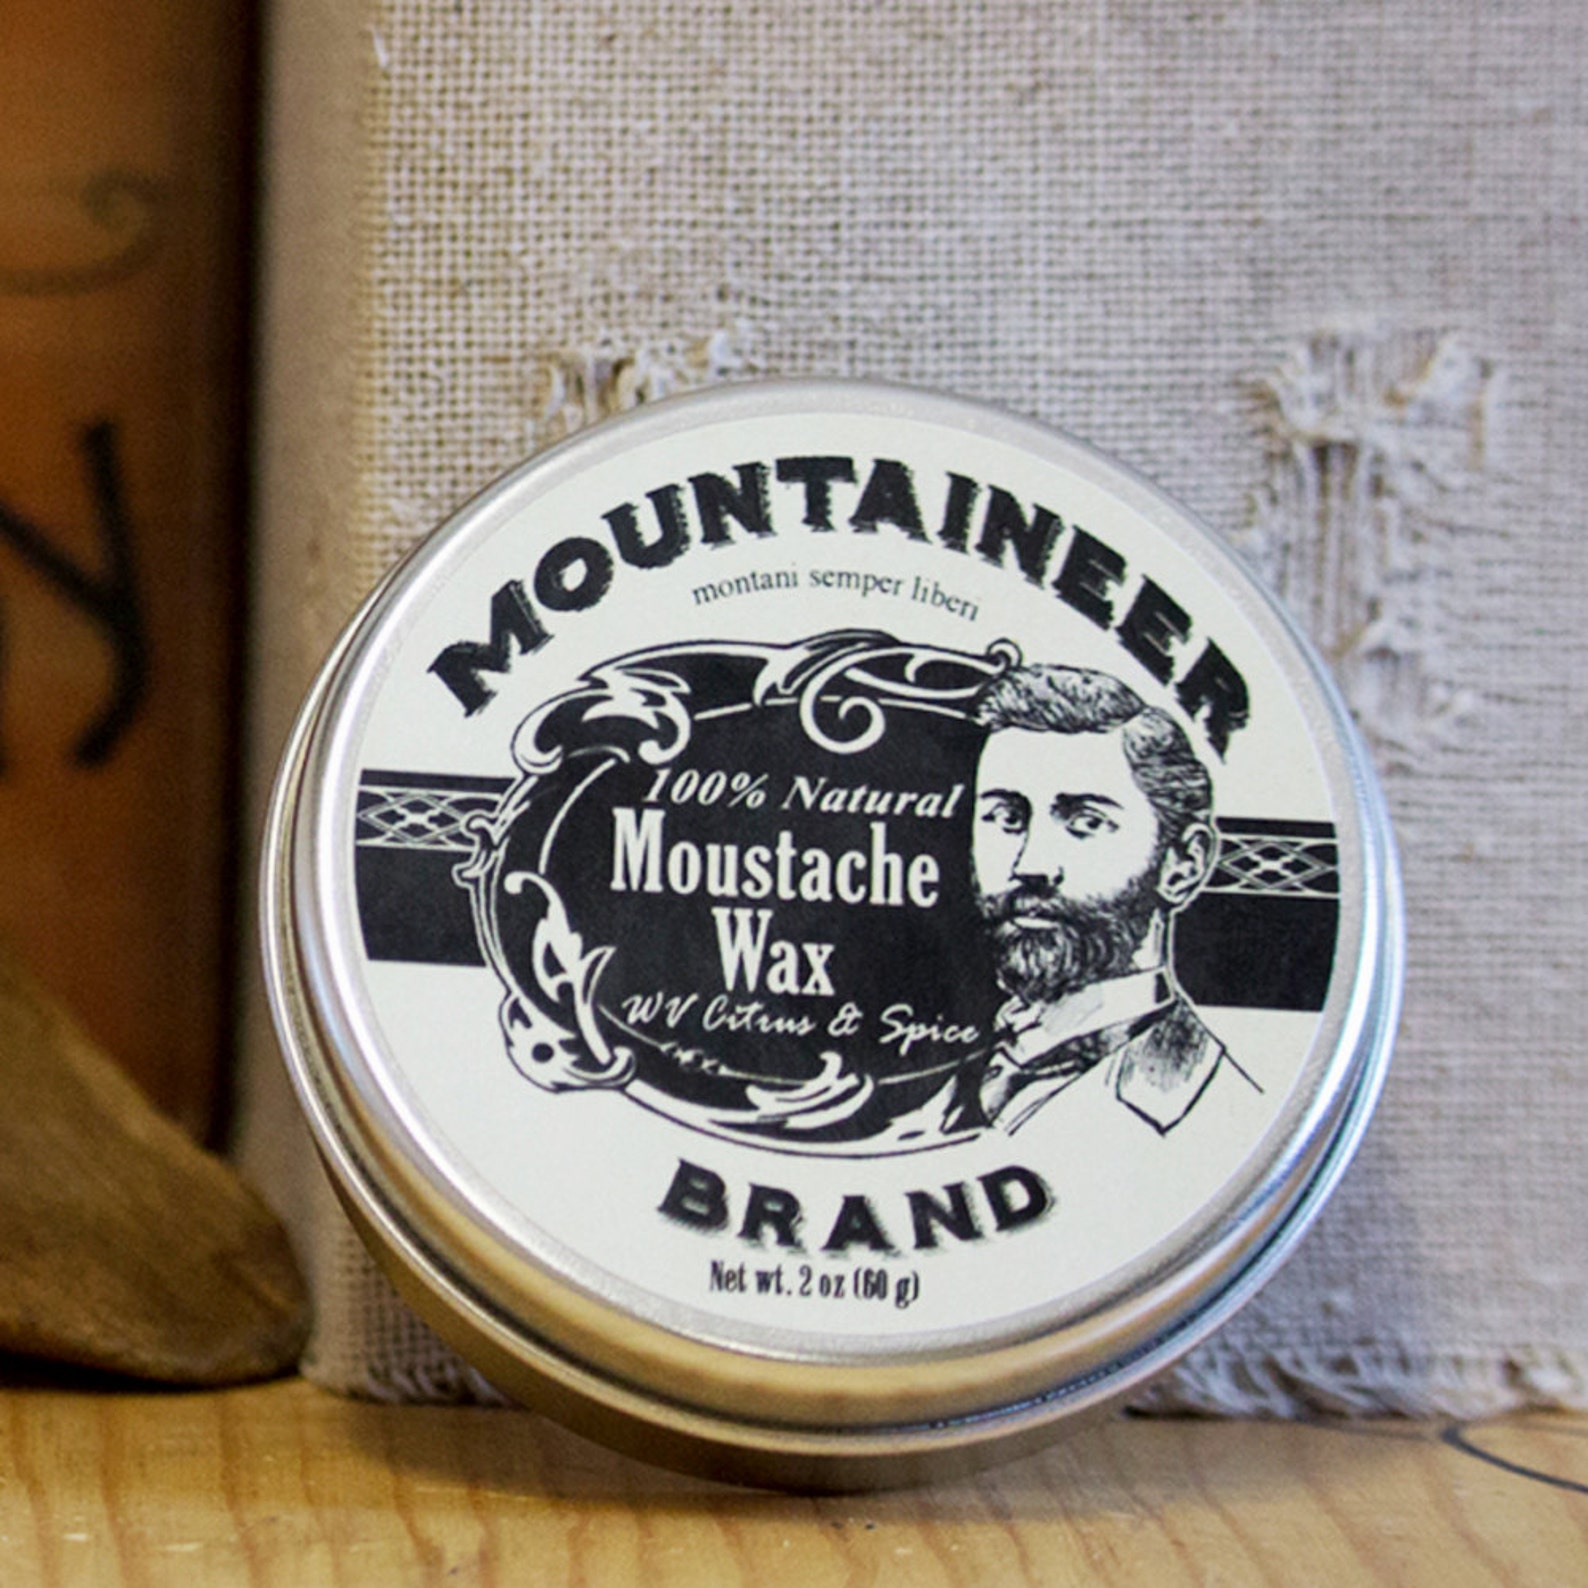 MOUNTAINEER
montani semper liberi
100% Natural
Moustache
Wax
WV Citrus & Spice
BRAND
Net wt. 2 oz (60 g)
y